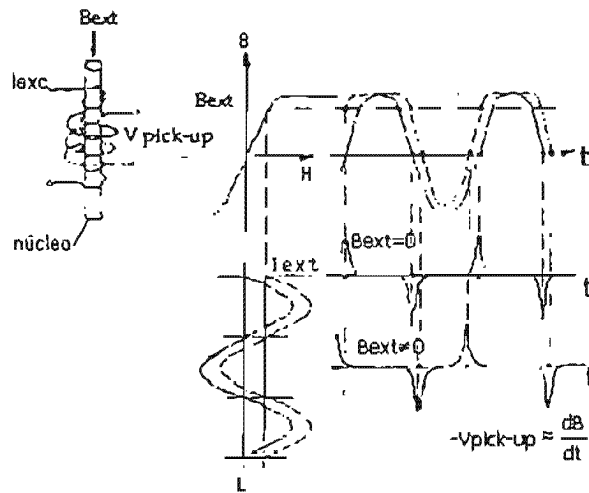 Bext
Iexc
V pick-up
núcleo
B
Bext
H
t
Bext=0
Iext
t
Bext≠0
t
-Vpick-up ≈ dB/dt
L